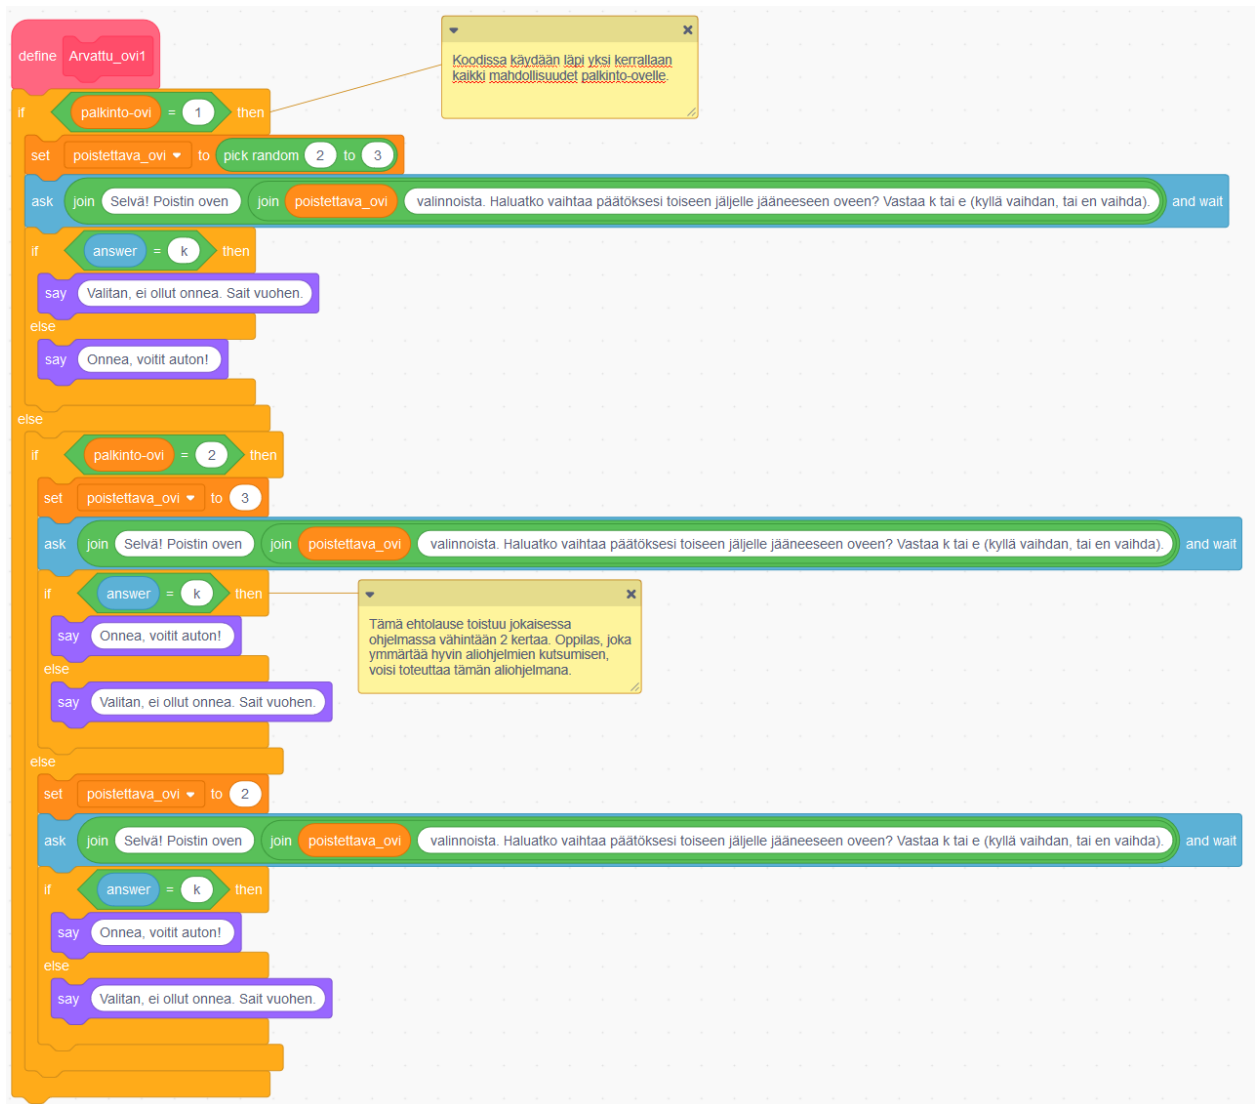 define Arvattu_ovi1
Koodissa käydään läpi yksi kerrallaan
kaikki mahdollisuudet palkinto-ovelle.
if palkinto-ovi = 1 then
set poistettava_ovi to pick random 2 to 3
ask join Selvä! Poistin oven join poistettava_ovi valinnoista. Haluatko vaihtaa päätöksesi toiseen jäljelle jääneeseen oveen? Vastaa k tai e (kyllä vaihdan, tai en vaihda). and wait
if answer = k then
say Valitan, ei ollut onnea. Sait vuohen.
else
say Onnea, voitit auton!
else
if palkinto-ovi = 2 then
set poistettava_ovi to 3
ask join Selvä! Poistin oven join poistettava_ovi valinnoista. Haluatko vaihtaa päätöksesi toiseen jäljelle jääneeseen oveen? Vastaa k tai e (kyllä vaihdan, tai en vaihda). and wait
if answer = k then
say Onnea, voitit auton!
else
say Valitan, ei ollut onnea. Sait vuohen.
Tämä ehtolause toistuu jokaisessa
ohjelmassa vähintään 2 kertaa. Oppilas, joka
ymmärtää hyvin aliohjelmien kutsumisen,
voisi toteuttaa tämän aliohjelmana.
else
set poistettava_ovi to 2
ask join Selvä! Poistin oven join poistettava_ovi valinnoista. Haluatko vaihtaa päätöksesi toiseen jäljelle jääneeseen oveen? Vastaa k tai e (kyllä vaihdan, tai en vaihda). and wait
if answer = k then
say Onnea, voitit auton!
else
say Valitan, ei ollut onnea. Sait vuohen.